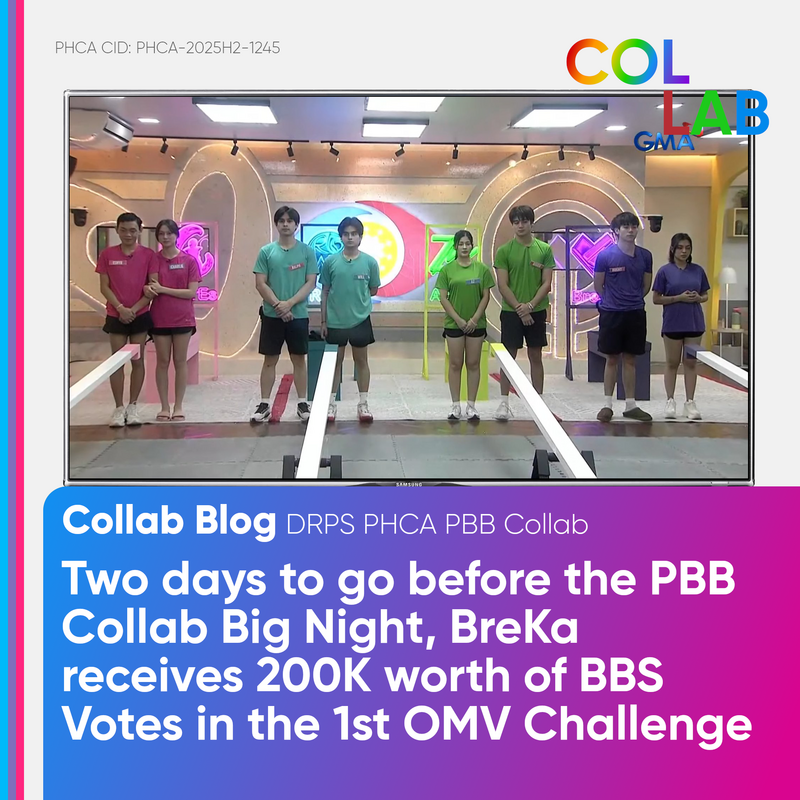 PHCA CID: PHCA-2025H2-1245
COL
LAB
GMA
SAMSUNG
Collab Blog DRPS PHCA PBB Collab
Two days to go before the PBB
Collab Big Night, BreKa
receives 200K worth of BBS
Votes in the 1st OMV Challenge